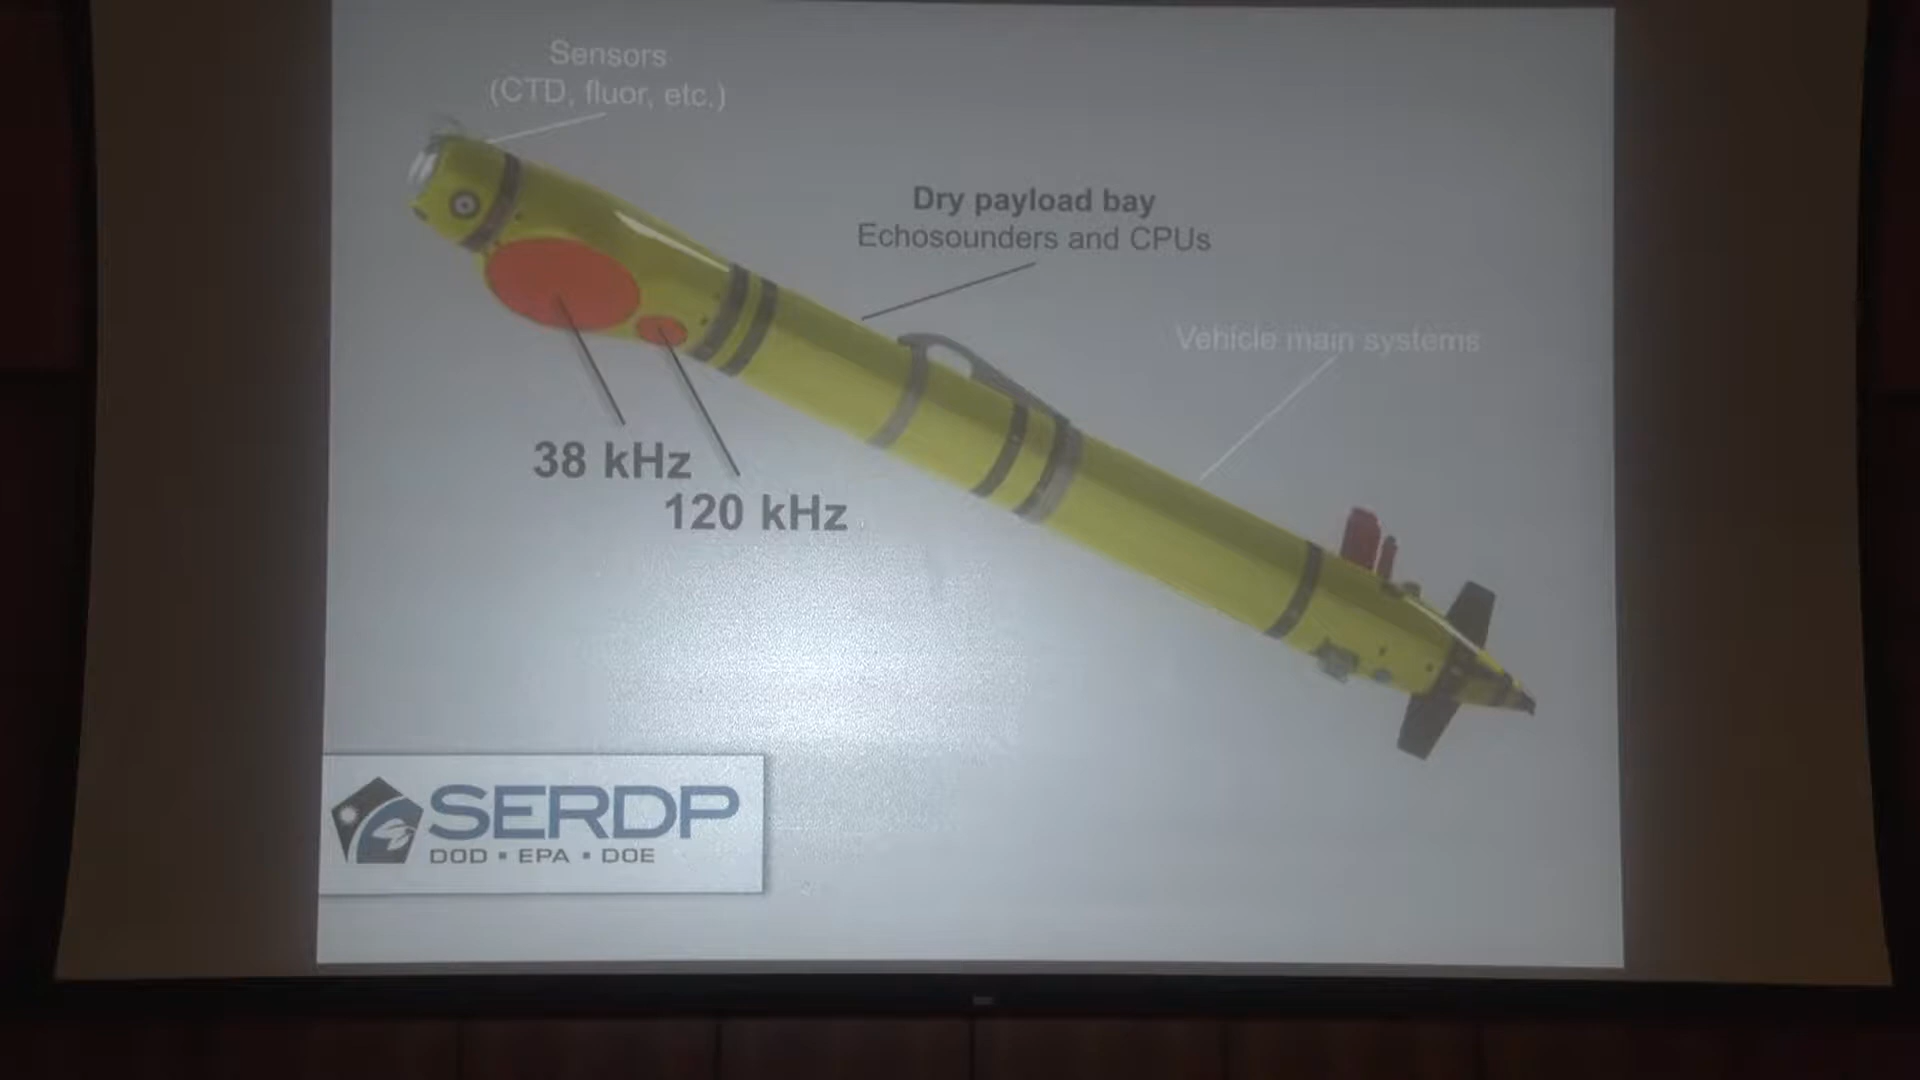 Sensors
(CTD, fluor, etc.)
Dry payload bay
Echosounders and CPUs
Vehicle main systems
38 kHz
120 kHz
SERDP
DOD ▪ EPA ▪ DOE